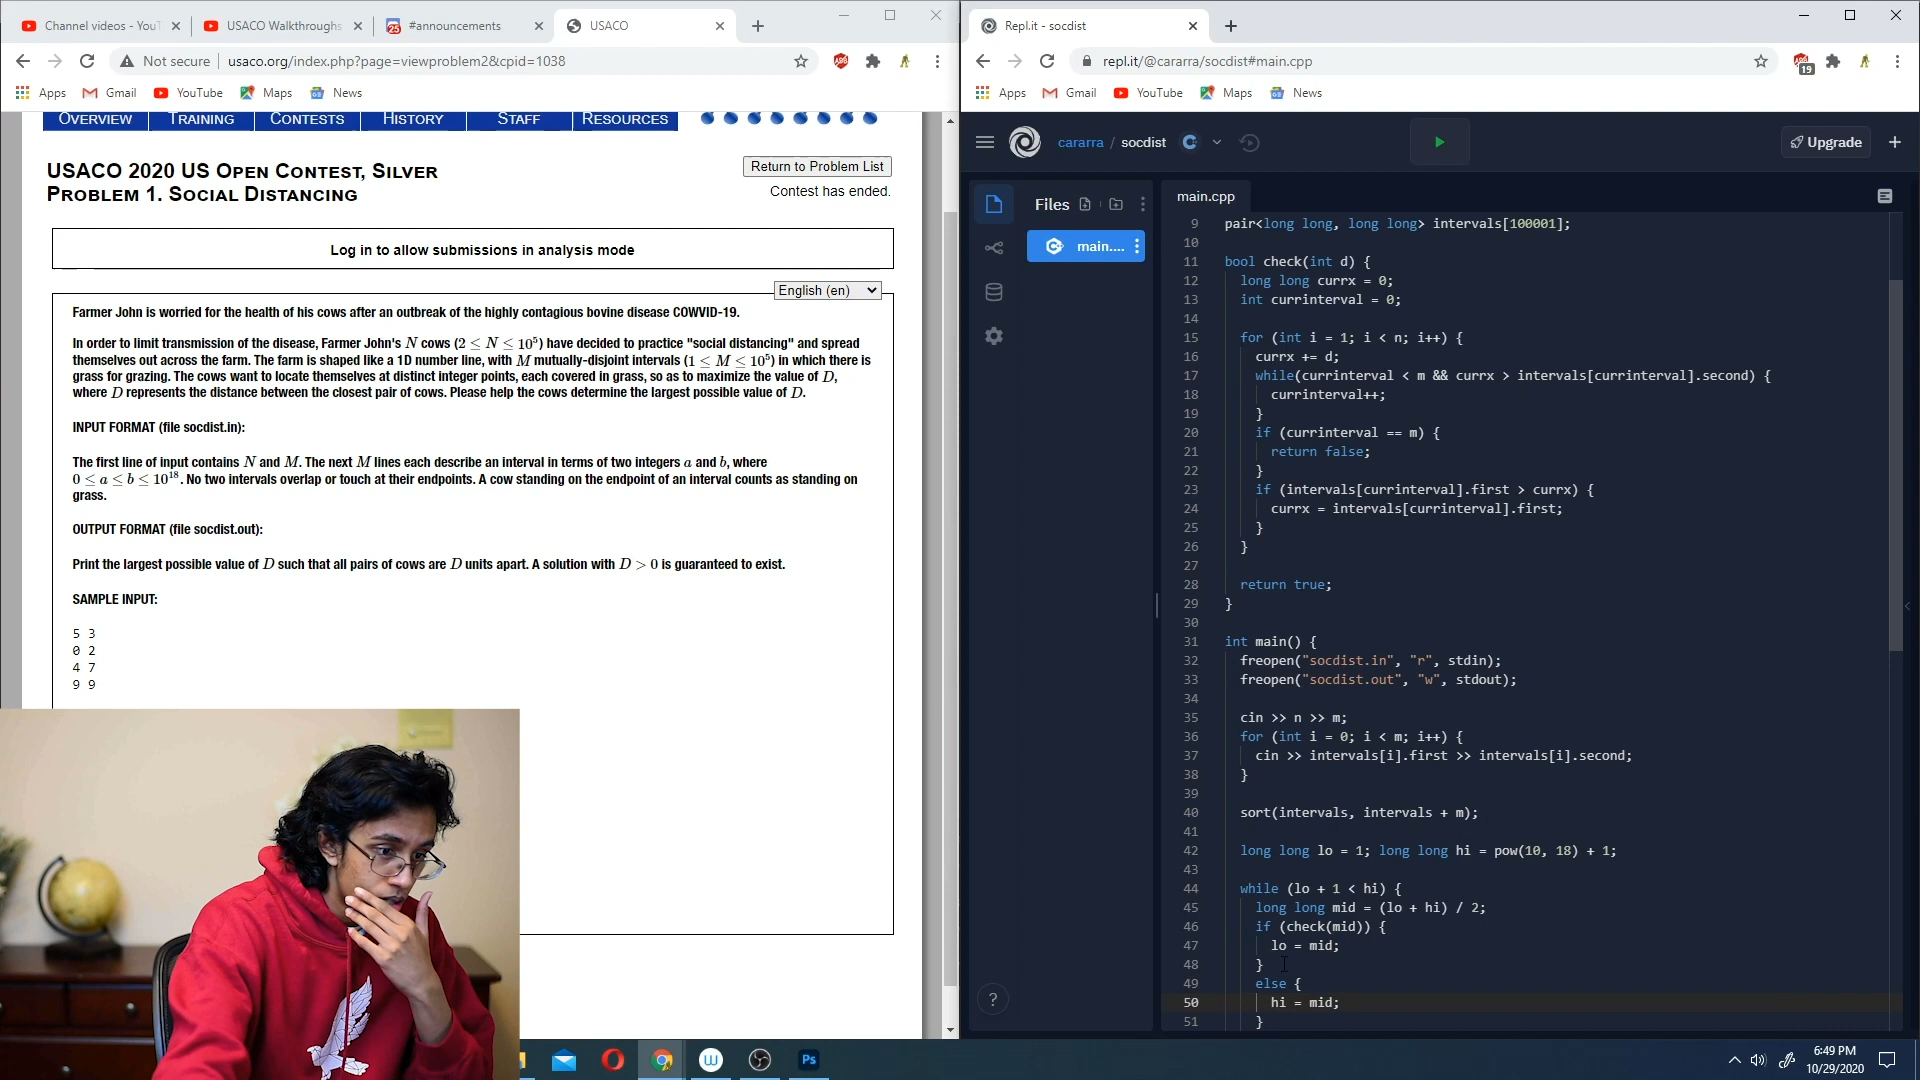 Channel videos - YouT
USACO Walkthroughs
25
#announcements
USACO
Not secure
usaco.org/index.php?page=viewproblem2&cpid=1038
Apps
Gmail
YouTube
Maps
News
OVERVIEW
TRAINING
CONTESTS
HISTORY
STAFF
RESOURCES
USACO 2020 US OPEN CONTEST, SILVER
PROBLEM 1. SOCIAL DISTANCING
Return to Problem List
Contest has ended.
Log in to allow submissions in analysis mode
English (en)
Farmer John is worried for the health of his cows after an outbreak of the highly contagious bovine disease COWVID-19.
In order to limit transmission of the disease, Farmer John's N cows (2 ≤ N ≤ 10⁵) have decided to practice "social distancing" and spread
themselves out across the farm. The farm is shaped like a 1D number line, with M mutually-disjoint intervals (1 ≤ M ≤ 10⁵) in which there is
grass for grazing. The cows want to locate themselves at distinct integer points, each covered in grass, so as to maximize the value of D,
where D represents the distance between the closest pair of cows. Please help the cows determine the largest possible value of D.
INPUT FORMAT (file socdist.in):
The first line of input contains N and M. The next M lines each describe an interval in terms of two integers a and b, where
0 ≤ a ≤ b ≤ 10¹⁸. No two intervals overlap or touch at their endpoints. A cow standing on the endpoint of an interval counts as standing on
grass.
OUTPUT FORMAT (file socdist.out):
Print the largest possible value of D such that all pairs of cows are D units apart. A solution with D > 0 is guaranteed to exist.
SAMPLE INPUT:
5 3
0 2
4 7
9 9
Repl.it - socdist
repl.it/@cararra/socdist#main.cpp
19
Apps
Gmail
YouTube
Maps
News
cararra / socdist
Upgrade
Files
main....
main.cpp
9 pair<long long, long long> intervals[100001];
10
11 bool check(int d) {
12 long long currx = 0;
13 int currinterval = 0;
14
15 for (int i = 1; i < n; i++) {
16 currx += d;
17 while(currinterval < m && currx > intervals[currinterval].second) {
18 currinterval++;
19 }
20 if (currinterval == m) {
21 return false;
22 }
23 if (intervals[currinterval].first > currx) {
24 currx = intervals[currinterval].first;
25 }
26 }
27
28 return true;
29 }
30
31 int main() {
32 freopen("socdist.in", "r", stdin);
33 freopen("socdist.out", "w", stdout);
34
35 cin >> n >> m;
36 for (int i = 0; i < m; i++) {
37 cin >> intervals[i].first >> intervals[i].second;
38 }
39
40 sort(intervals, intervals + m);
41
42 long long lo = 1; long long hi = pow(10, 18) + 1;
43
44 while (lo + 1 < hi) {
45 long long mid = (lo + hi) / 2;
46 if (check(mid)) {
47 lo = mid;
48 }
49 else {
50 hi = mid;
51 }
?
W
Ps
6:49 PM
10/29/2020